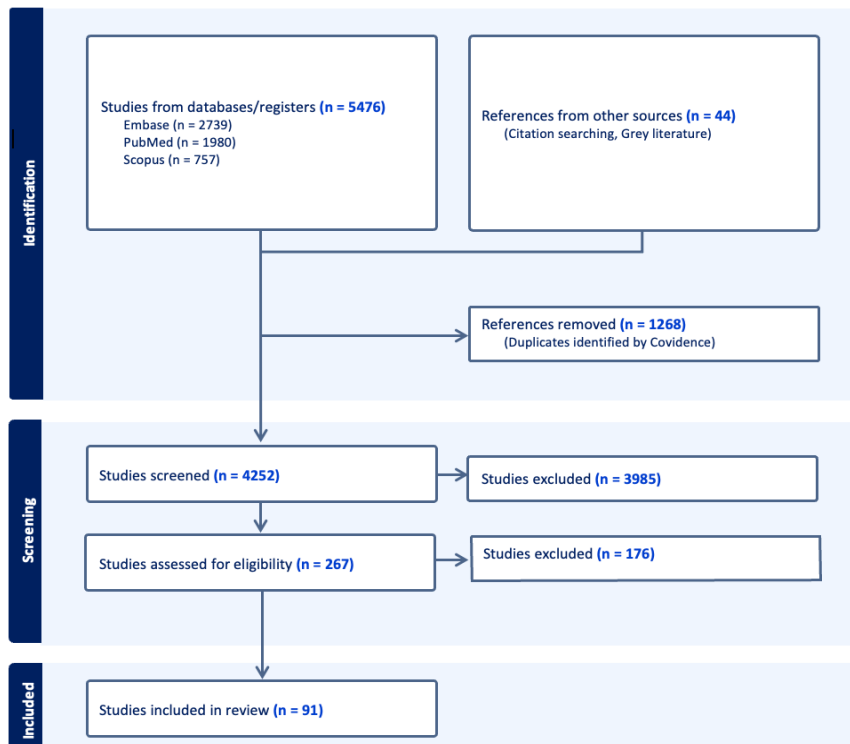 Identification
Studies from databases/registers (n = 5476)
Embase (n = 2739)
PubMed (n = 1980)
Scopus (n = 757)
References from other sources (n = 44)
(Citation searching, Grey literature)
References removed (n = 1268)
(Duplicates identified by Covidence)
Screening
Studies screened (n = 4252)
Studies excluded (n = 3985)
Studies assessed for eligibility (n = 267)
Studies excluded (n = 176)
Included
Studies included in review (n = 91)